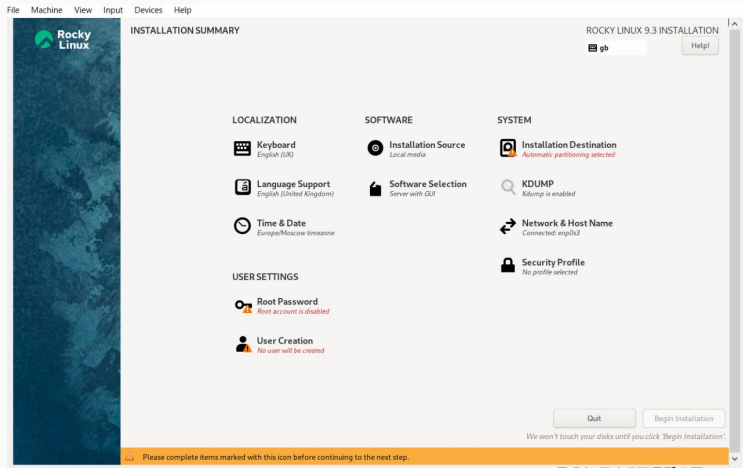 File Machine View Input Devices Help
Rocky
Linux
INSTALLATION SUMMARY
ROCKY LINUX 9.3 INSTALLATION
gb
Help!
LOCALIZATION
Keyboard
English (UK)
Language Support
English (United Kingdom)
Time & Date
Europe/Moscow timezone
SOFTWARE
Installation Source
Local media
Software Selection
Server with GUI
SYSTEM
Installation Destination
Automatic partitioning selected
KDUMP
Kdump is enabled
Network & Host Name
Connected: enp0s3
Security Profile
No profile selected
USER SETTINGS
Root Password
Root account is disabled
User Creation
No user will be created
Quit
Begin Installation
We won't touch your disks until you click 'Begin Installation'.
Please complete items marked with this icon before continuing to the next step.